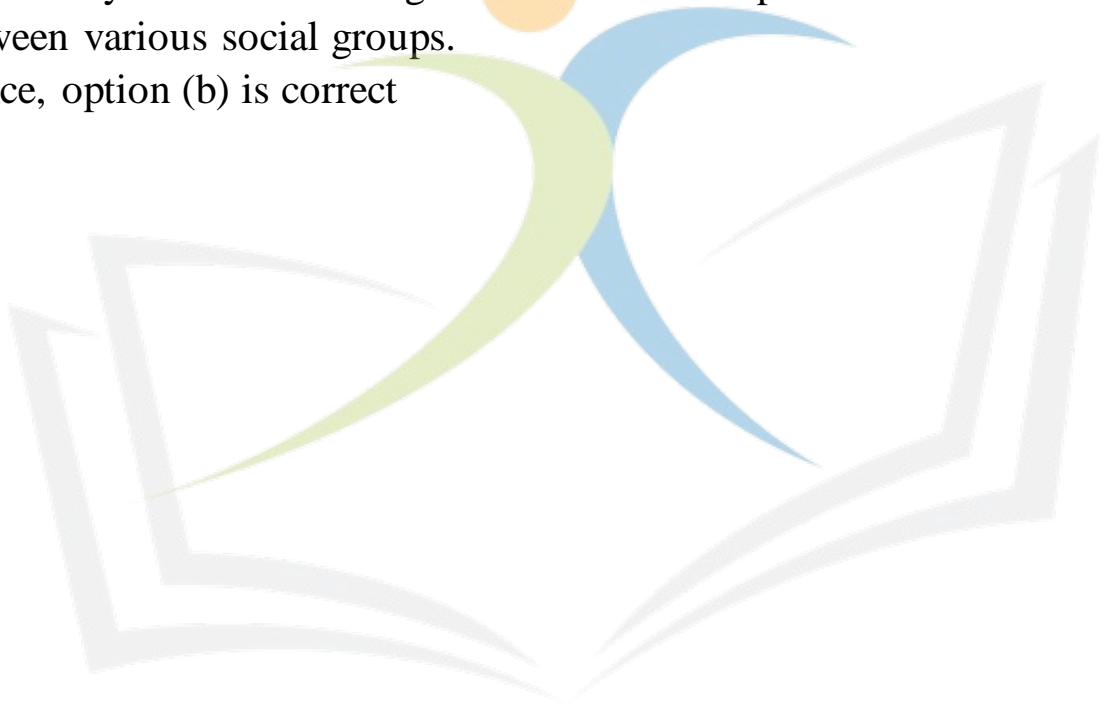 ween various social groups.
ce, option (b) is correct